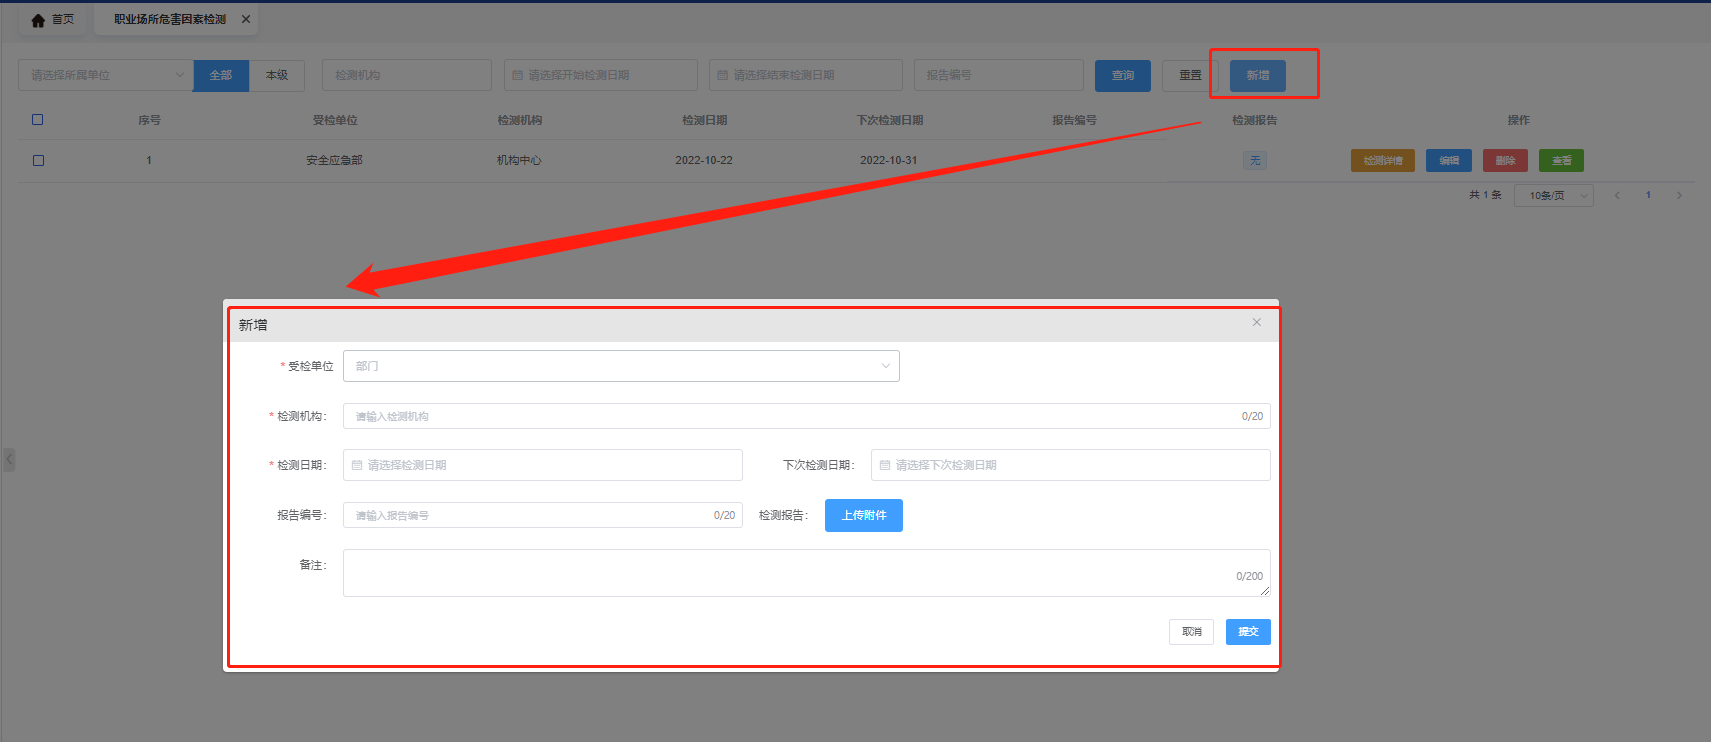 首页 职业场所危害因素检测
请选择所属单位 全部 本级 检测机构 请选择开始检测日期 请选择结束检测日期 报告编号 查询 重置 新增
序号 受检单位 检测机构 检测日期 下次检测日期 报告编号 检测报告 操作
1 安全应急部 机构中心 2022-10-22 2022-10-31 无 检测详情 编辑 删除 查看
共 1 条 10条/页 1
新增
* 受检单位 部门
* 检测机构： 请输入检测机构 0/20
* 检测日期： 请选择检测日期 下次检测日期： 请选择下次检测日期
报告编号： 请输入报告编号 0/20 检测报告： 上传附件
备注：
0/200
取消 提交